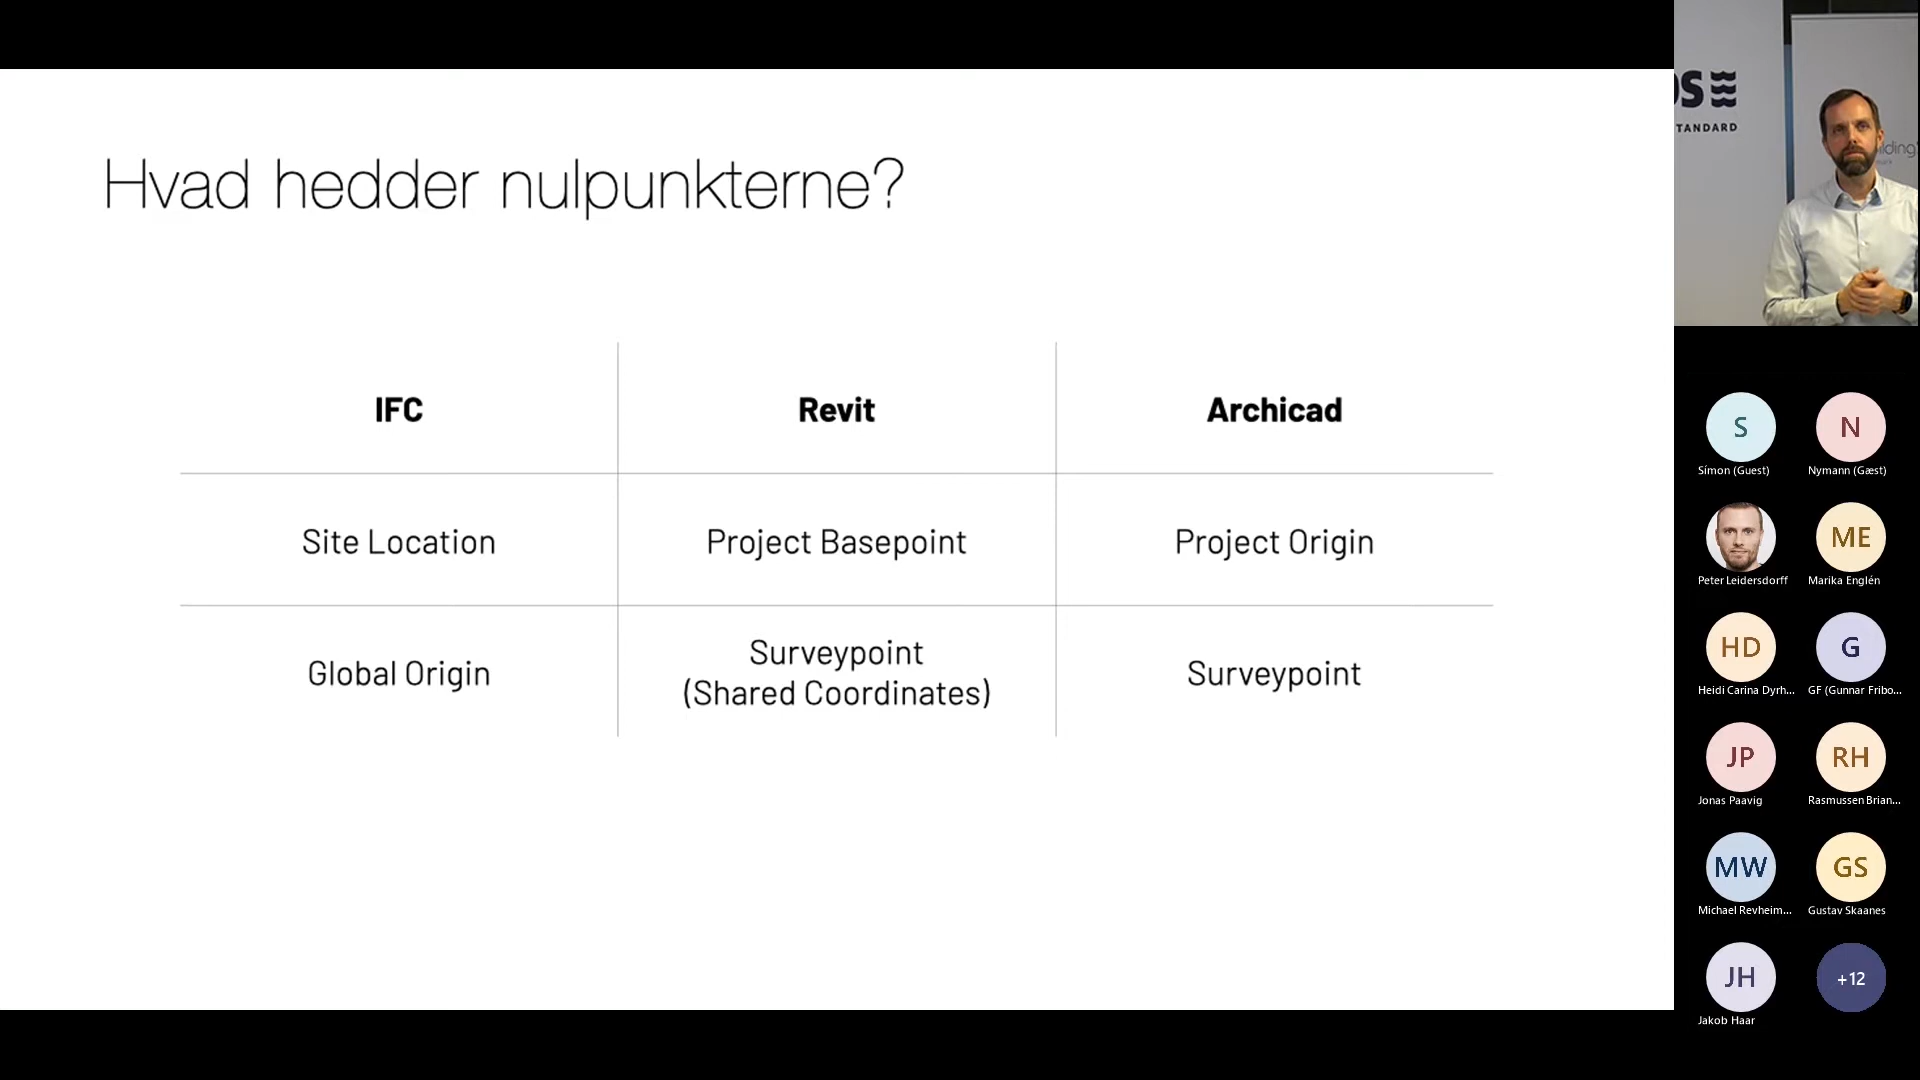 Hvad hedder nulpunkterne?
IFC
Revit
Archicad
Site Location
Project Basepoint
Project Origin
Global Origin
Surveypoint
(Shared Coordinates)
Surveypoint
TANDARD
lding
S
N
Símon (Guest)
Nymann (Gæst)
ME
Peter Leidersdorff
Marika Englén
HD
G
Heidi Carina Dyrh...
GF (Gunnar Fribo...
JP
RH
Jonas Paavig
Rasmussen Brian...
MW
GS
Michael Revheim...
Gustav Skaanes
JH
+12
Jakob Haar